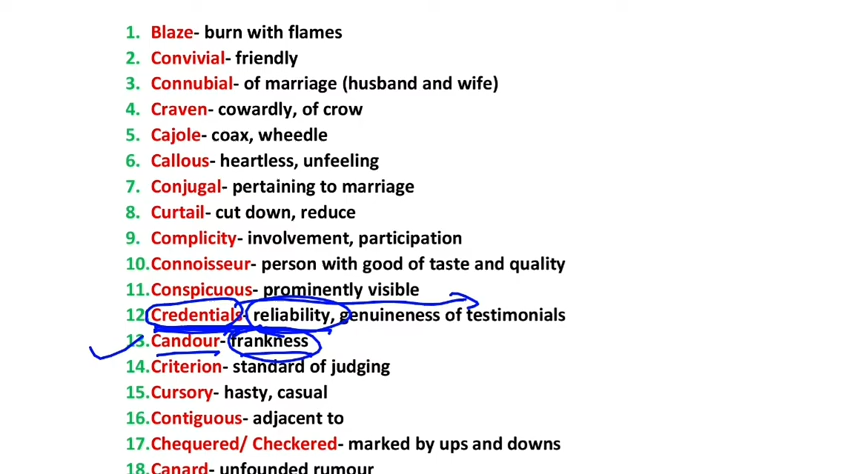 1. Blaze- burn with flames
2. Convivial- friendly
3. Connubial- of marriage (husband and wife)
4. Craven- cowardly, of crow
5. Cajole- coax, wheedle
6. Callous- heartless, unfeeling
7. Conjugal- pertaining to marriage
8. Curtail- cut down, reduce
9. Complicity- involvement, participation
10. Connoisseur- person with good of taste and quality
11. Conspicuous- prominently visible
12. Credentials- reliability, genuineness of testimonials
13. Candour- frankness
14. Criterion- standard of judging
15. Cursory- hasty, casual
16. Contiguous- adjacent to
17. Chequered/ Checkered- marked by ups and downs
18. Canard- unfounded rumour